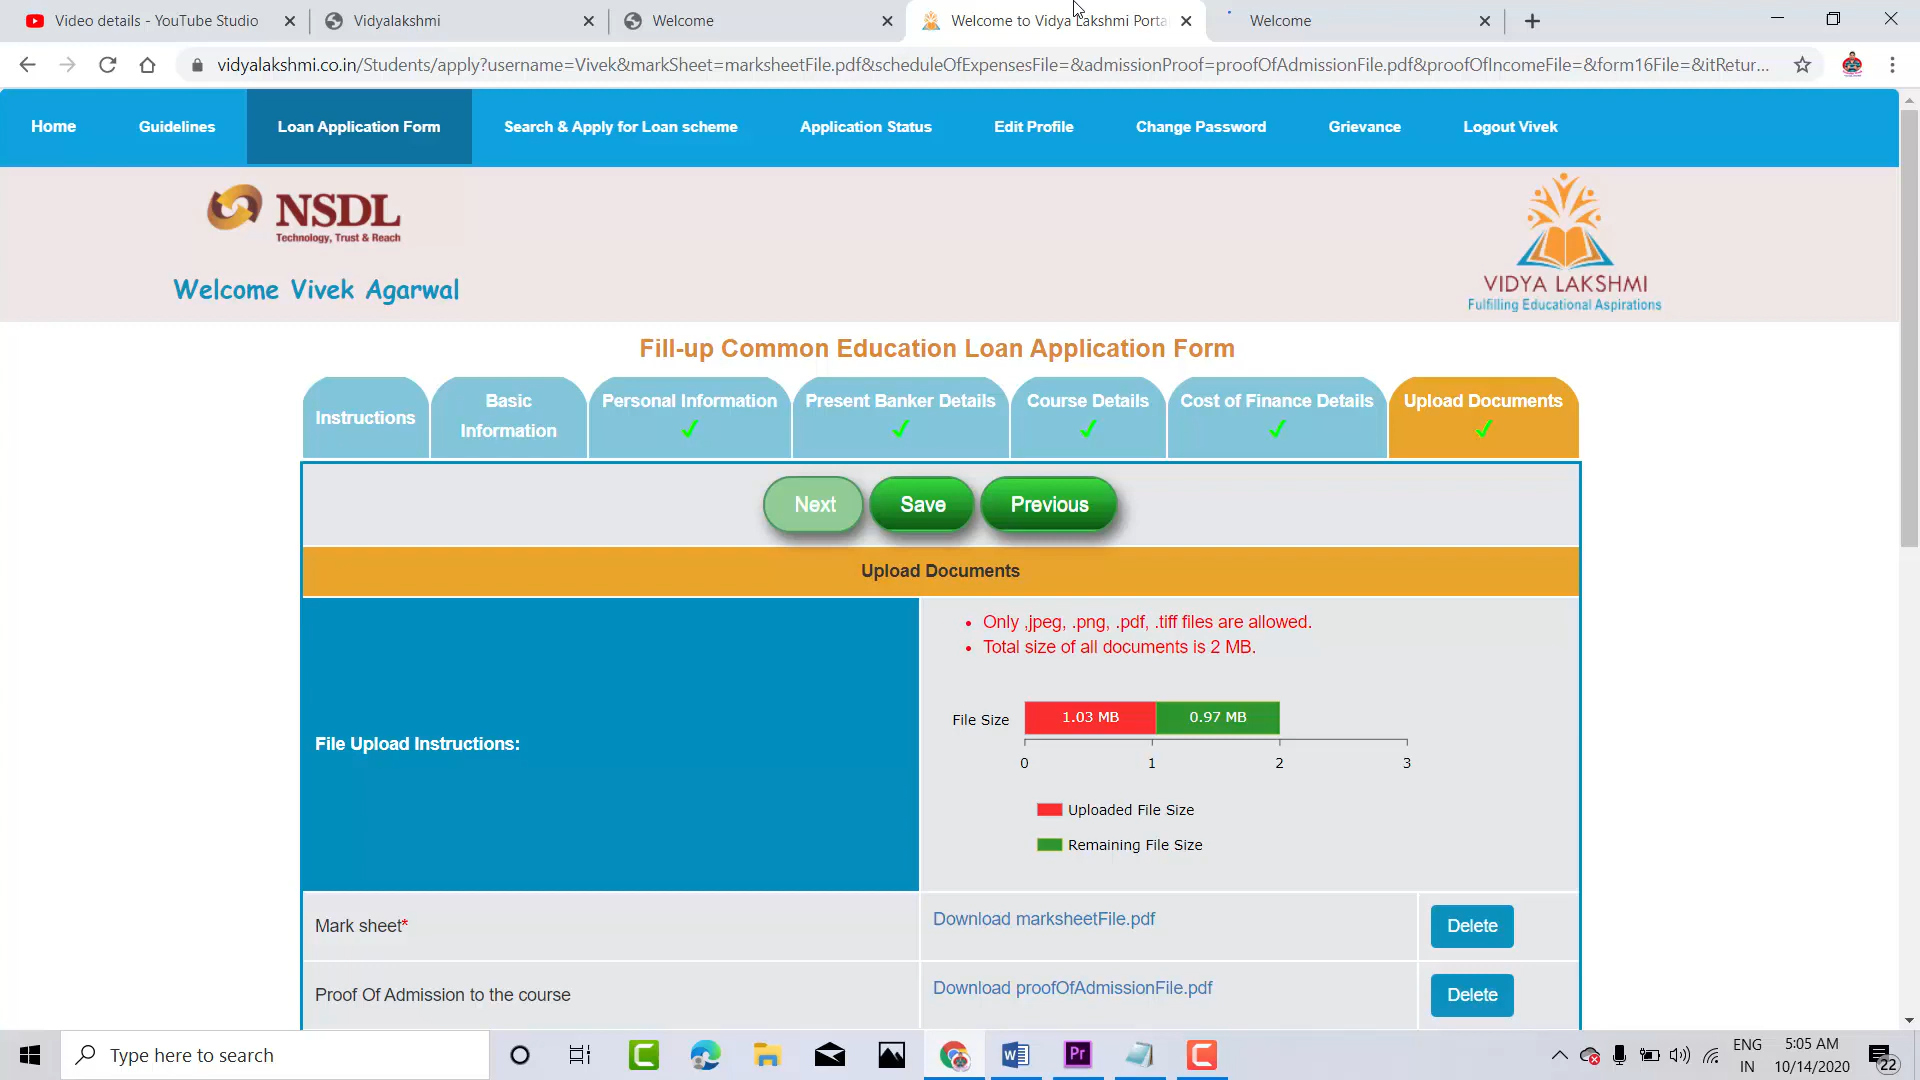 Video details - YouTube Studio
Vidyalakshmi
Welcome
Welcome to Vidya Lakshmi Porta
Welcome
vidyalakshmi.co.in/Students/apply?username=Vivek&markSheet=marksheetFile.pdf&scheduleOfExpensesFile=&admissionProof=proofOfAdmissionFile.pdf&proofOfIncomeFile=&form16File=&itRetur...
Home Guidelines Loan Application Form Search & Apply for Loan scheme Application Status Edit Profile Change Password Grievance Logout Vivek
NSDL
Technology, Trust & Reach
Welcome Vivek Agarwal
VIDYA LAKSHMI
Fulfilling Educational Aspirations
Fill-up Common Education Loan Application Form
Instructions
Basic
Information
Personal Information
Present Banker Details
Course Details
Cost of Finance Details
Upload Documents
Next Save Previous
Upload Documents
File Upload Instructions:
• Only ,jpeg, .png, .pdf, .tiff files are allowed.
• Total size of all documents is 2 MB.
File Size 1.03 MB 0.97 MB
0 1 2 3
Uploaded File Size
Remaining File Size
Mark sheet* Download marksheetFile.pdf Delete
Proof Of Admission to the course Download proofOfAdmissionFile.pdf Delete
Type here to search
Pr
ENG
IN
5:05 AM
10/14/2020
22